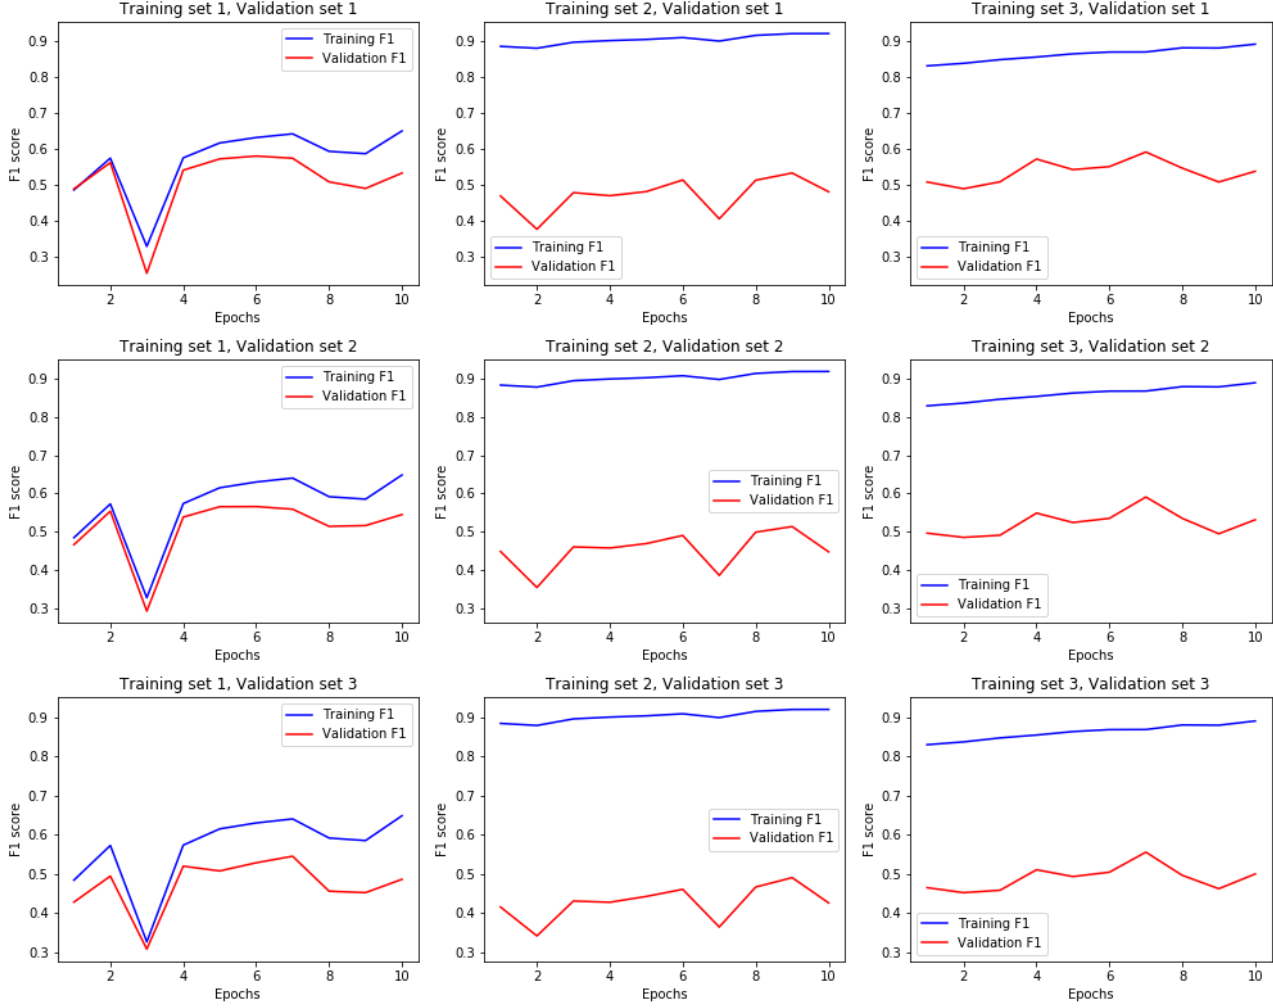 Training set 1, Validation set 1
0.9
0.8
0.7
0.6
0.5
0.4
0.3
F1 score
Training F1
Validation F1
2 4 6 8 10
Epochs
Training set 2, Validation set 1
0.9
0.8
0.7
0.6
0.5
0.4
0.3
F1 score
Training F1
Validation F1
2 4 6 8 10
Epochs
Training set 3, Validation set 1
0.9
0.8
0.7
0.6
0.5
0.4
0.3
F1 score
Training F1
Validation F1
2 4 6 8 10
Epochs
Training set 1, Validation set 2
0.9
0.8
0.7
0.6
0.5
0.4
0.3
F1 score
Training F1
Validation F1
2 4 6 8 10
Epochs
Training set 2, Validation set 2
0.9
0.8
0.7
0.6
0.5
0.4
0.3
F1 score
Training F1
Validation F1
2 4 6 8 10
Epochs
Training set 3, Validation set 2
0.9
0.8
0.7
0.6
0.5
0.4
0.3
F1 score
Training F1
Validation F1
2 4 6 8 10
Epochs
Training set 1, Validation set 3
0.9
0.8
0.7
0.6
0.5
0.4
0.3
F1 score
Training F1
Validation F1
2 4 6 8 10
Epochs
Training set 2, Validation set 3
0.9
0.8
0.7
0.6
0.5
0.4
0.3
F1 score
Training F1
Validation F1
2 4 6 8 10
Epochs
Training set 3, Validation set 3
0.9
0.8
0.7
0.6
0.5
0.4
0.3
F1 score
Training F1
Validation F1
2 4 6 8 10
Epochs